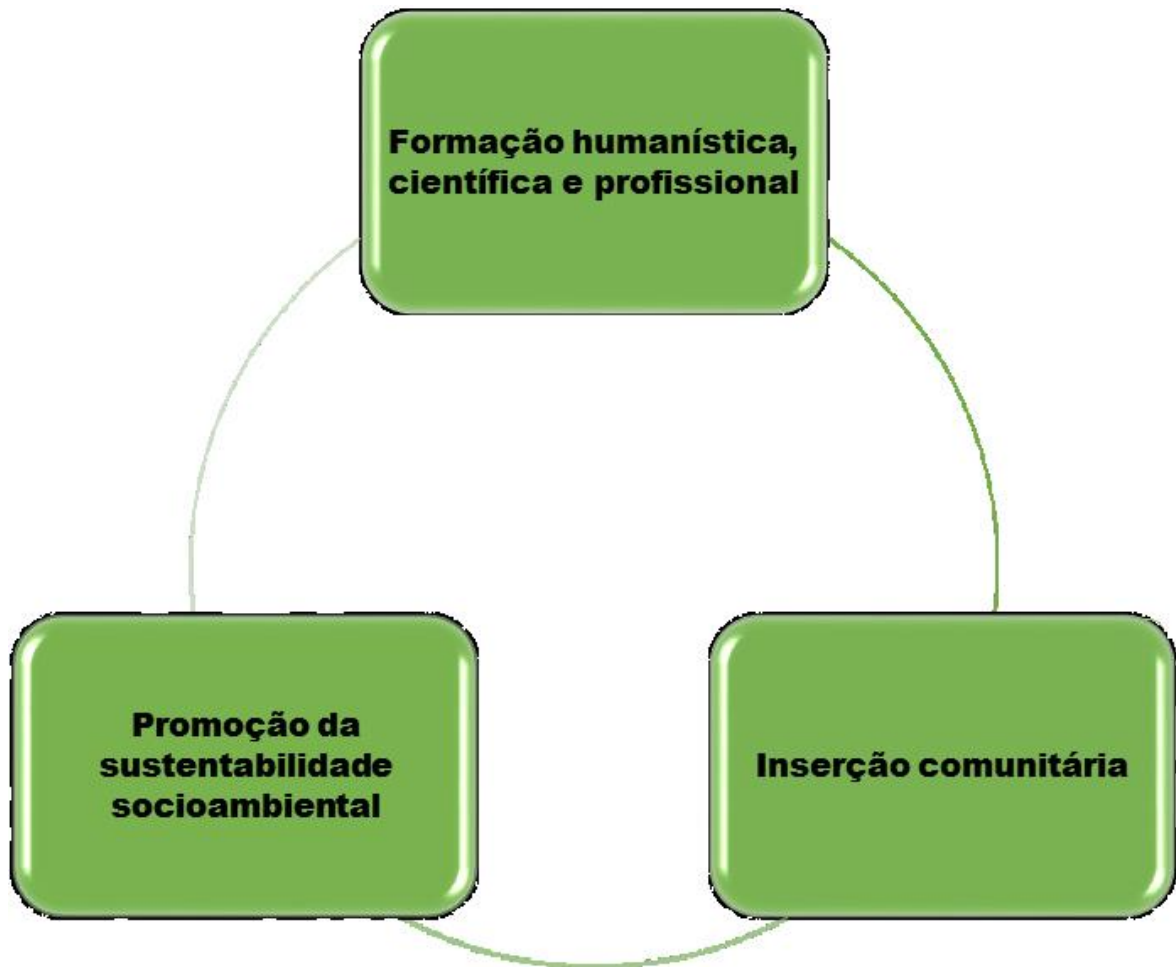 Formação humanística,
científica e profissional
Promoção da
sustentabilidade
socioambiental
Inserção comunitária